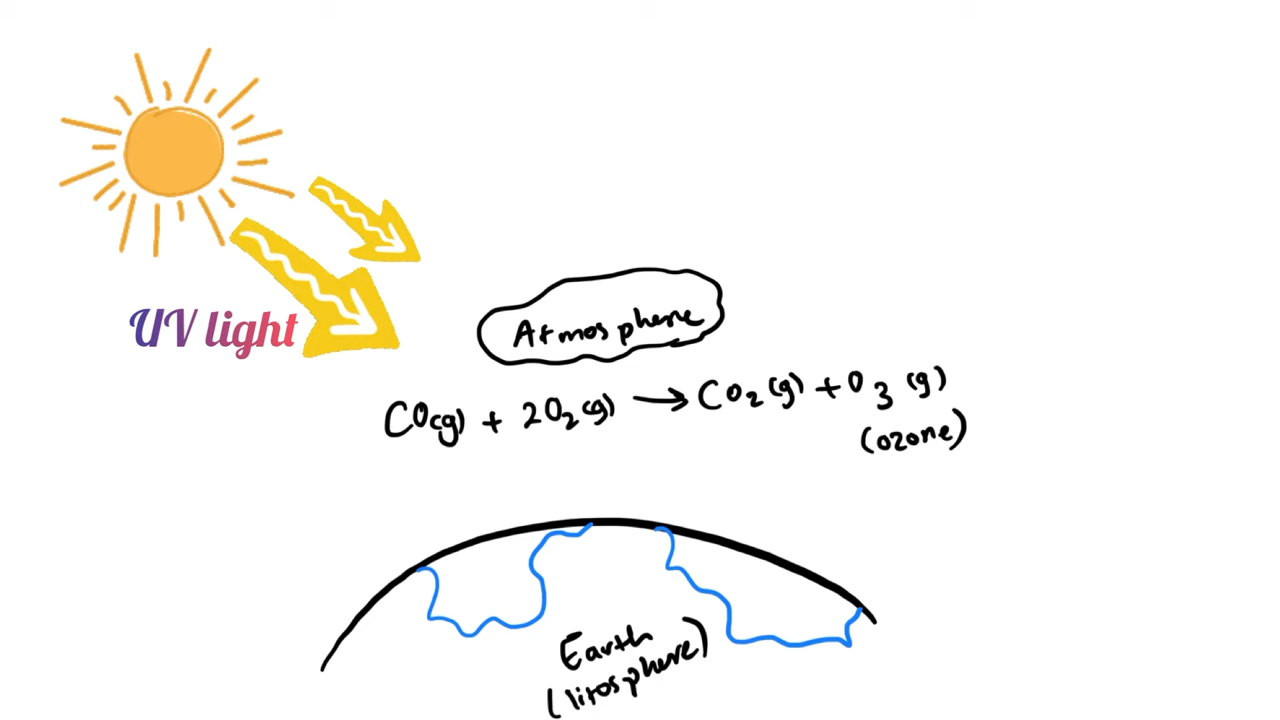 UV light
Atmosphere
CO(g) + 2O₂(g) → CO₂(g) + O₃(g)
(ozone)
Earth
(litosphere)